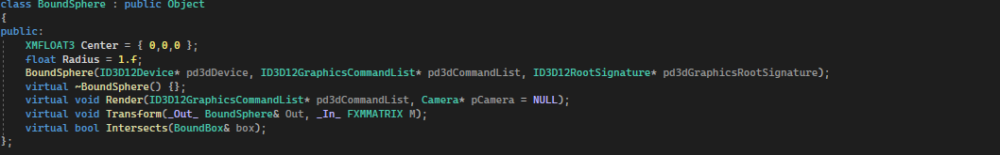 class BoundSphere : public Object
{
public:
    XMFLOAT3 Center = { 0,0,0 };
    float Radius = 1.f;
    BoundSphere(ID3D12Device* pd3dDevice, ID3D12GraphicsCommandList* pd3dCommandList, ID3D12RootSignature* pd3dGraphicsRootSignature);
    virtual ~BoundSphere() {};
    virtual void Render(ID3D12GraphicsCommandList* pd3dCommandList, Camera* pCamera = NULL);
    virtual void Transform(_Out_ BoundSphere& Out, _In_ FXMMATRIX M);
    virtual bool Intersects(BoundBox& box);
};